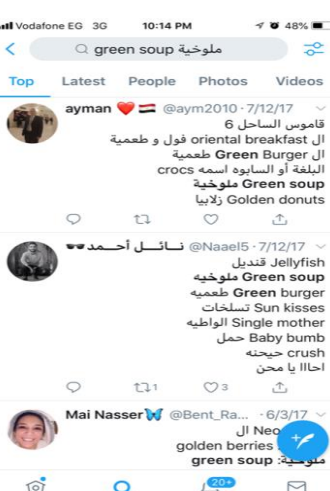 Vodafone EG 3G 10:14 PM 48%
green soup ملوخية
Top Latest People Photos Videos
ayman @aym2010 · 7/12/17
قاموس الساحل 6
ال oriental breakfast فول و طعمية
ال Green Burger طعمية
البلغة أو السابوه اسمه crocs
Green soup ملوخية
Golden donuts زلابيا
نــائــل أحــمــد @Naael5 · 7/12/17
Jellyfish قنديل
Green soup ملوخيه
Green burger طعميه
Sun kisses تسلخات
Single mother الواطيه
Baby bumb حمل
crush حيحنه
احااا يا محن
1 3
Mai Nasser @Bent_Ra... · 6/3/17
ال Neo
golden berries
green soup :ملوخية
20+